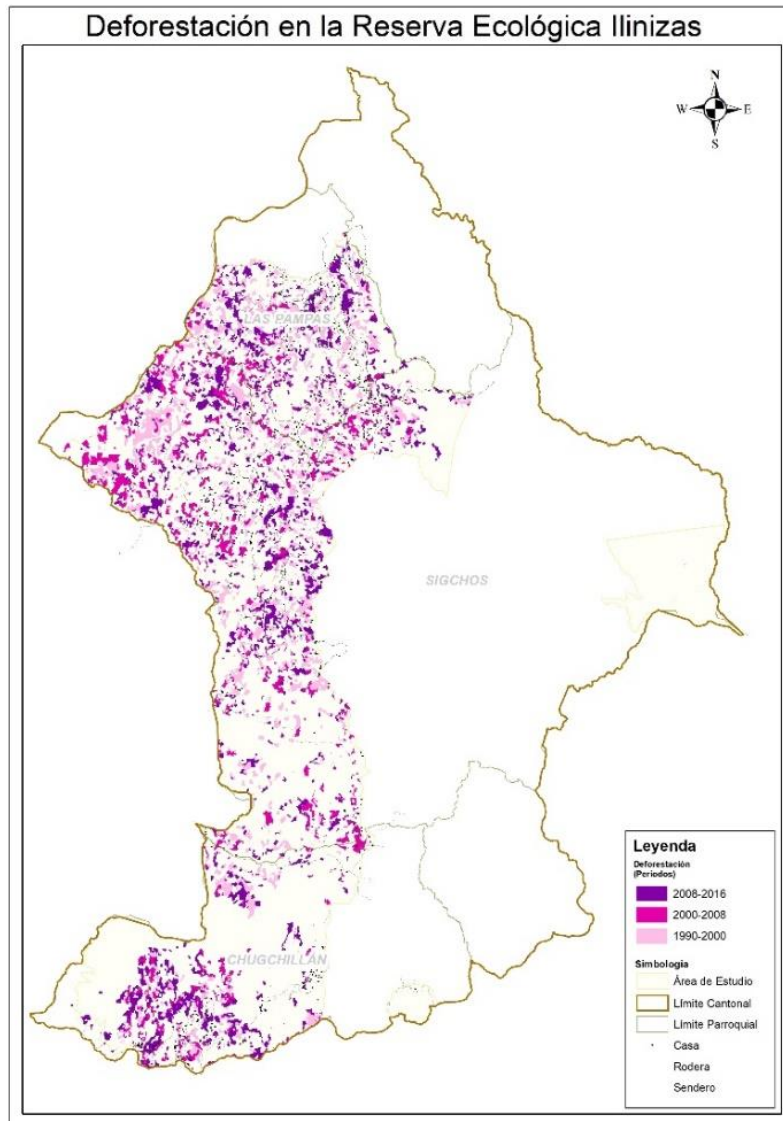 Deforestación en la Reserva Ecológica Ilinizas
N
W E
S
LAS PAMPAS
SIGCHOS
CHUGCHILLÁN
Leyenda
Deforestación
(Periodos)
2008-2016
2000-2008
1990-2000
Simbología
Área de Estudio
Límite Cantonal
Límite Parroquial
Casa
Rodera
Sendero